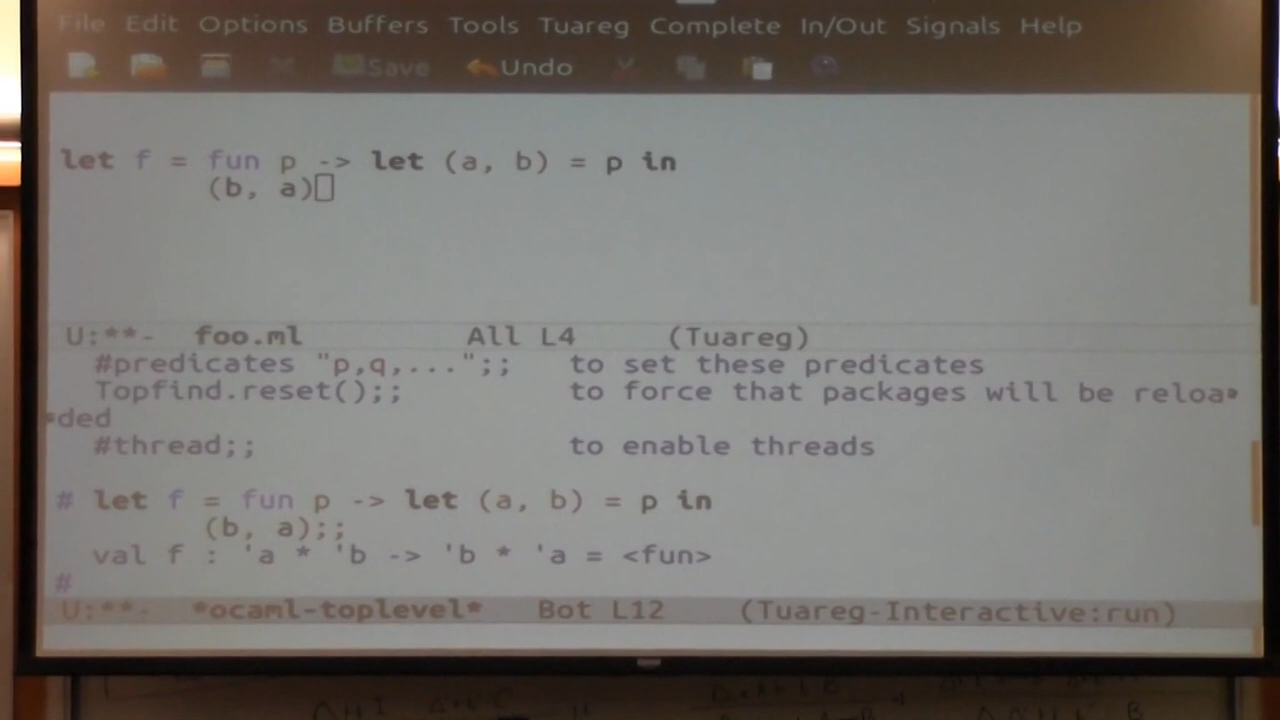 File Edit Options Buffers Tools Tuareg Complete In/Out Signals Help
Save Undo
let f = fun p -> let (a, b) = p in
(b, a)
U:**- foo.ml All L4 (Tuareg)
#predicates "p,q,...";; to set these predicates
Topfind.reset();; to force that packages will be reloa
ded
#thread;; to enable threads
# let f = fun p -> let (a, b) = p in
(b, a);;
val f : 'a * 'b -> 'b * 'a = <fun>
#
U:**- *ocaml-toplevel* Bot L12 (Tuareg-Interactive:run)